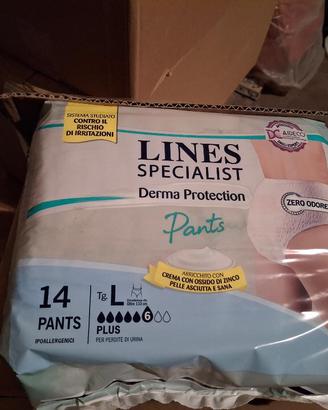 SISTEMA STUDIATO
CONTRO IL
RISCHIO
DI IRRITAZIONI
AIDECO
LINES
SPECIALIST
Derma Protection
Pants
ZERO ODORE
ARRICCHITO CON
CREMA CON OSSIDO DI ZINCO
PELLE ASCIUTTA E SANA
14
PANTS
IPOALLERGENICI
Tg. L
6
PLUS
PER PERDITE DI URINA